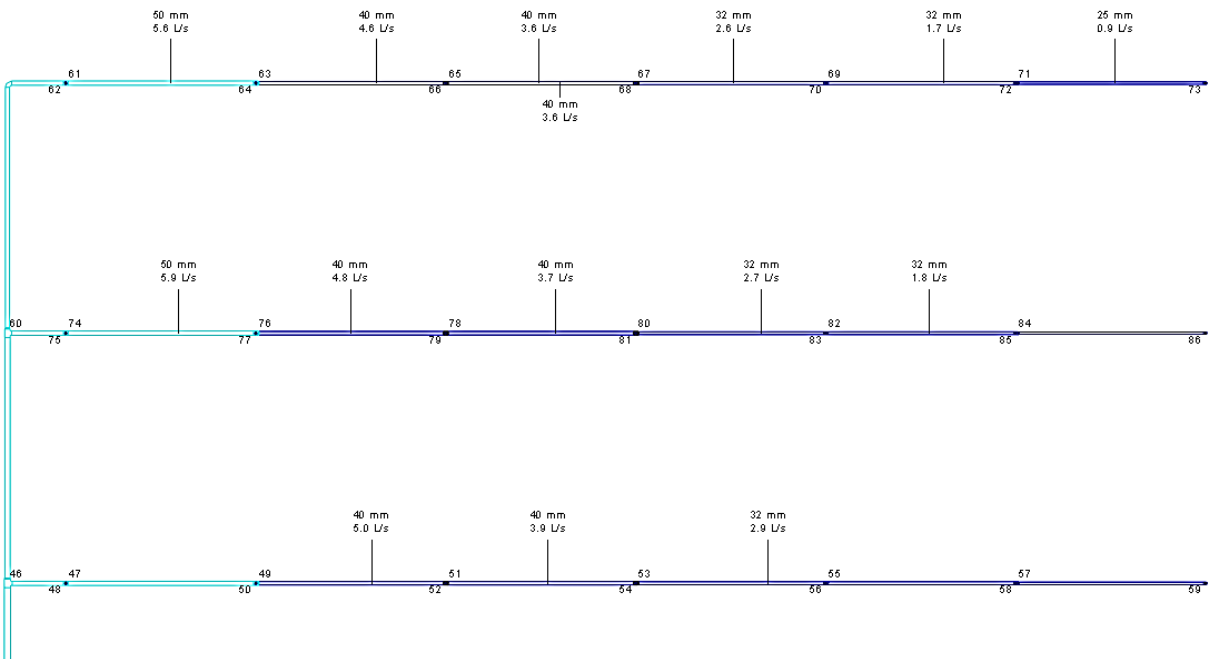 50 mm
5.6 L/s
40 mm
4.6 L/s
40 mm
3.6 L/s
32 mm
2.6 L/s
32 mm
1.7 L/s
25 mm
0.9 L/s
61
63
65
67
69
71
62
64
66
68
70
72
73
40 mm
3.6 L/s
50 mm
5.9 L/s
40 mm
4.8 L/s
40 mm
3.7 L/s
32 mm
2.7 L/s
32 mm
1.8 L/s
60
74
76
78
80
82
84
75
77
79
81
83
85
86
40 mm
5.0 L/s
40 mm
3.9 L/s
32 mm
2.9 L/s
46
47
49
51
53
55
57
48
50
52
54
56
58
59